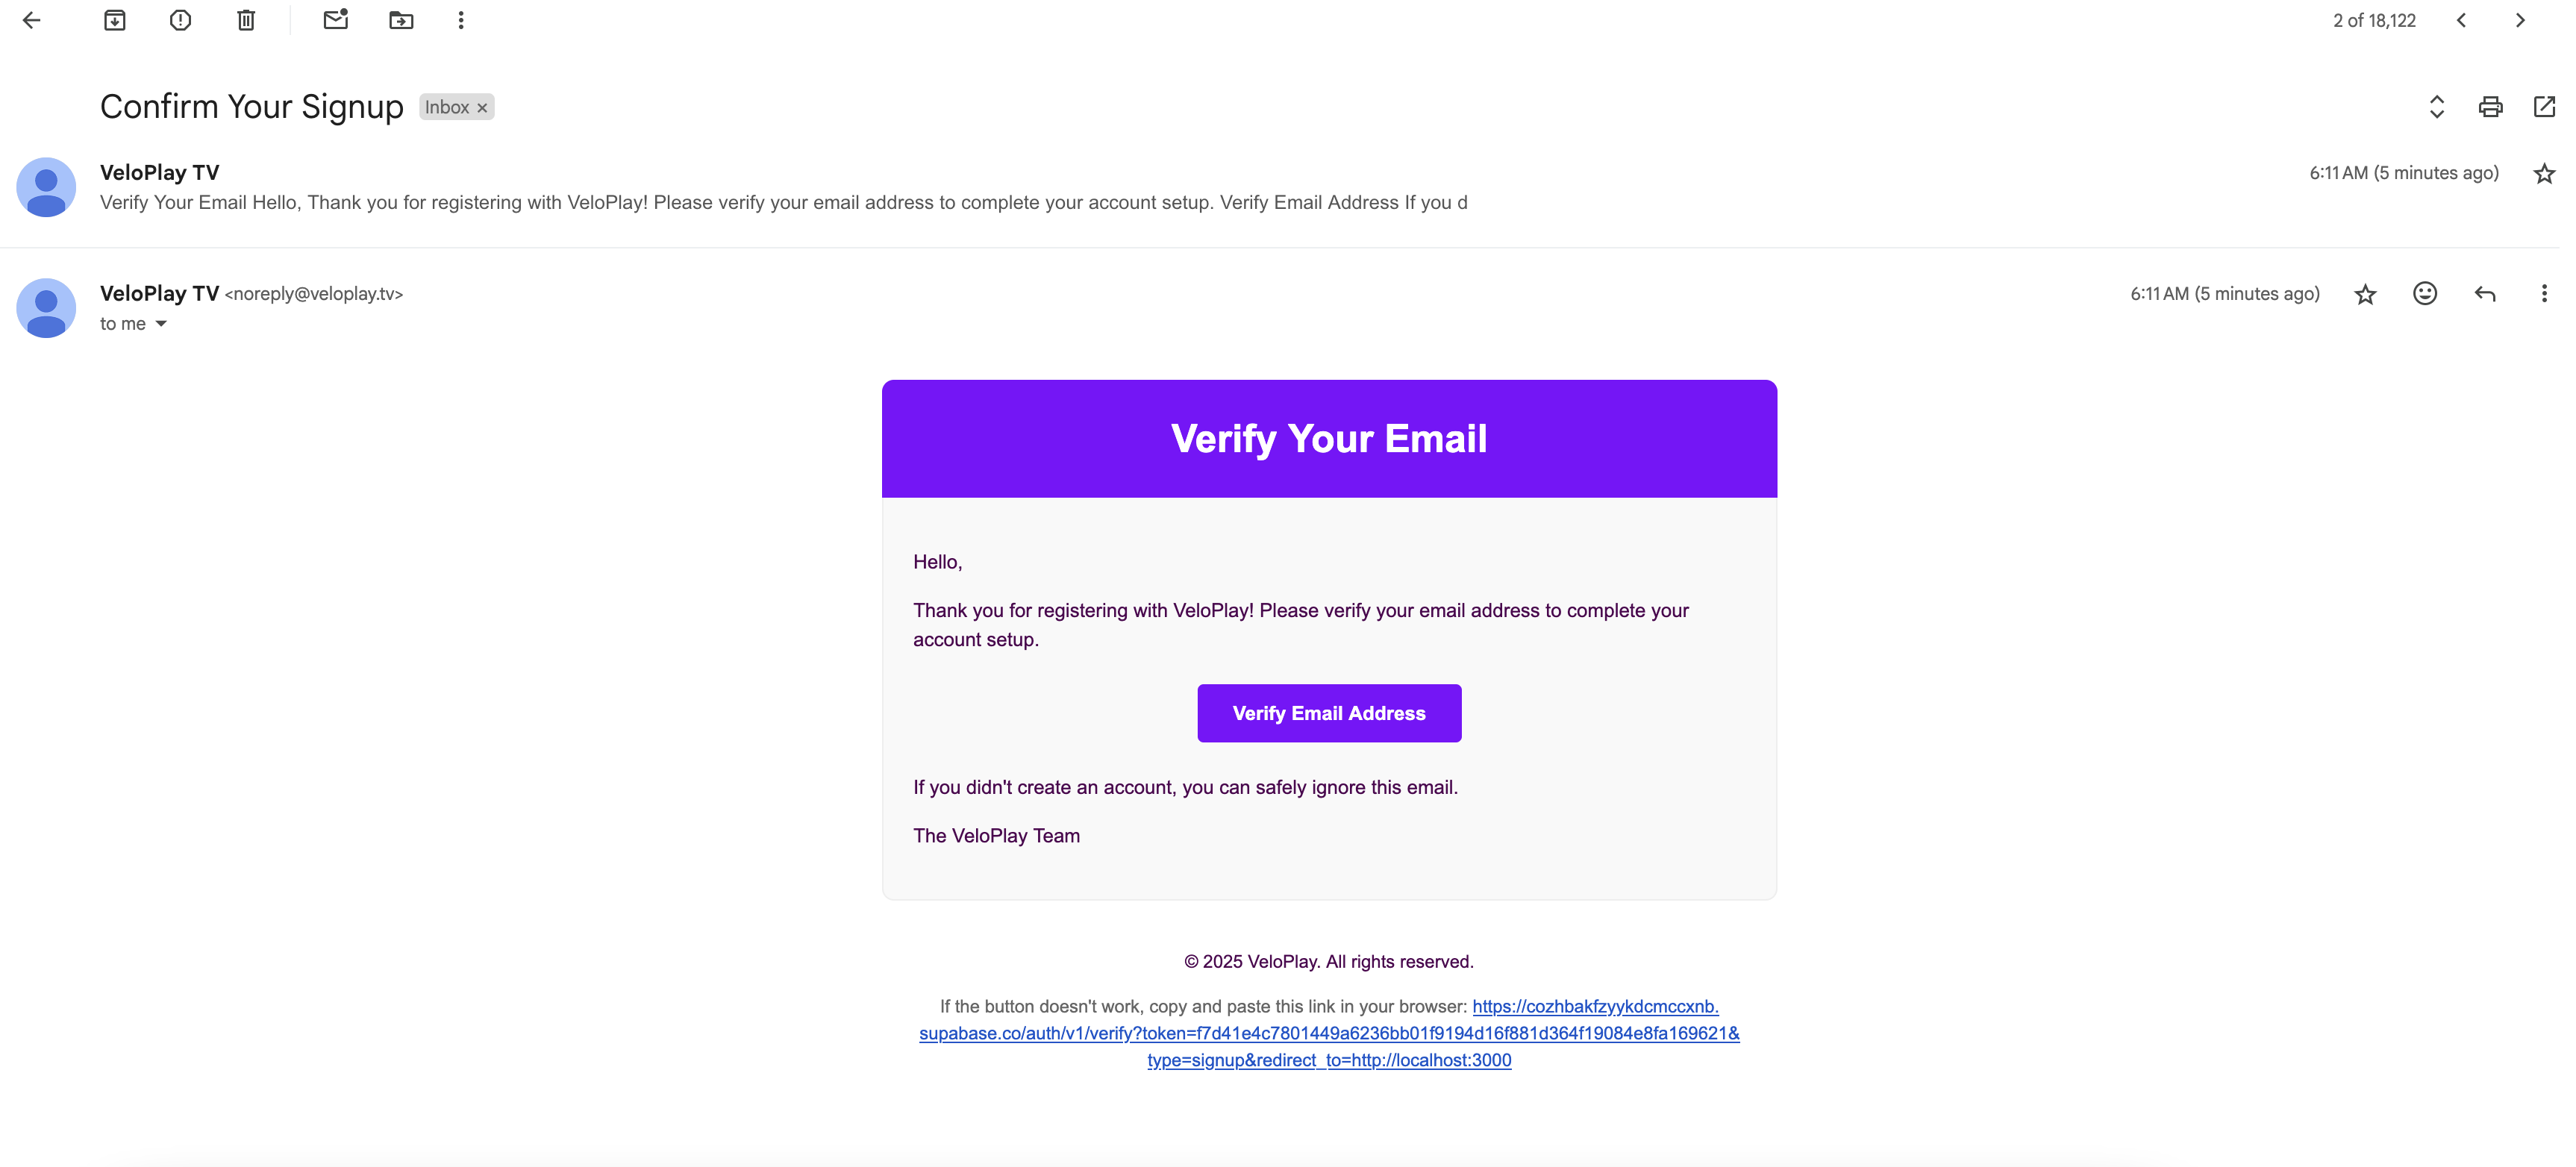 2 of 18,122
Confirm Your Signup Inbox ×
VeloPlay TV
6:11 AM (5 minutes ago)
Verify Your Email Hello, Thank you for registering with VeloPlay! Please verify your email address to complete your account setup. Verify Email Address If you d
VeloPlay TV <noreply@veloplay.tv>
6:11 AM (5 minutes ago)
to me
Verify Your Email
Hello,
Thank you for registering with VeloPlay! Please verify your email address to complete your
account setup.
Verify Email Address
If you didn't create an account, you can safely ignore this email.
The VeloPlay Team
© 2025 VeloPlay. All rights reserved.
If the button doesn't work, copy and paste this link in your browser: https://cozhbakfzyykdcmccxnb.
supabase.co/auth/v1/verify?token=f7d41e4c7801449a6236bb01f9194d16f881d364f19084e8fa169621&
type=signup&redirect_to=http://localhost:3000